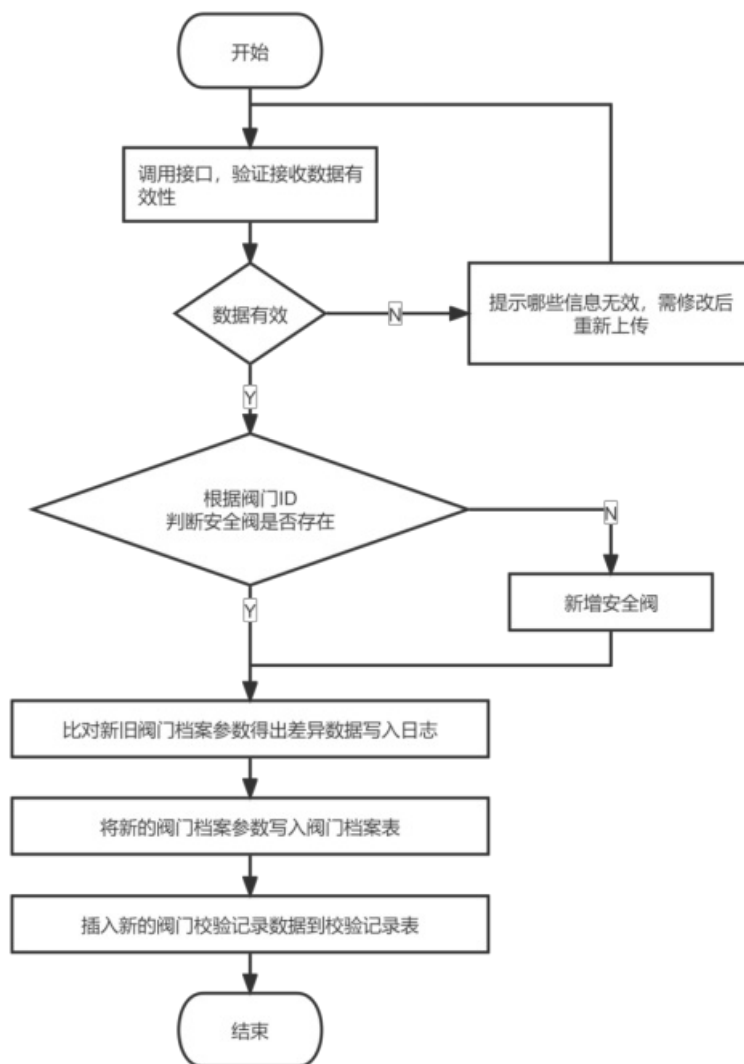 开始
调用接口，验证接收数据有
效性
数据有效
N
提示哪些信息无效，需修改后
重新上传
Y
根据阀门ID
判断安全阀是否存在
N
新增安全阀
Y
比对新旧阀门档案参数得出差异数据写入日志
将新的阀门档案参数写入阀门档案表
插入新的阀门校验记录数据到校验记录表
结束